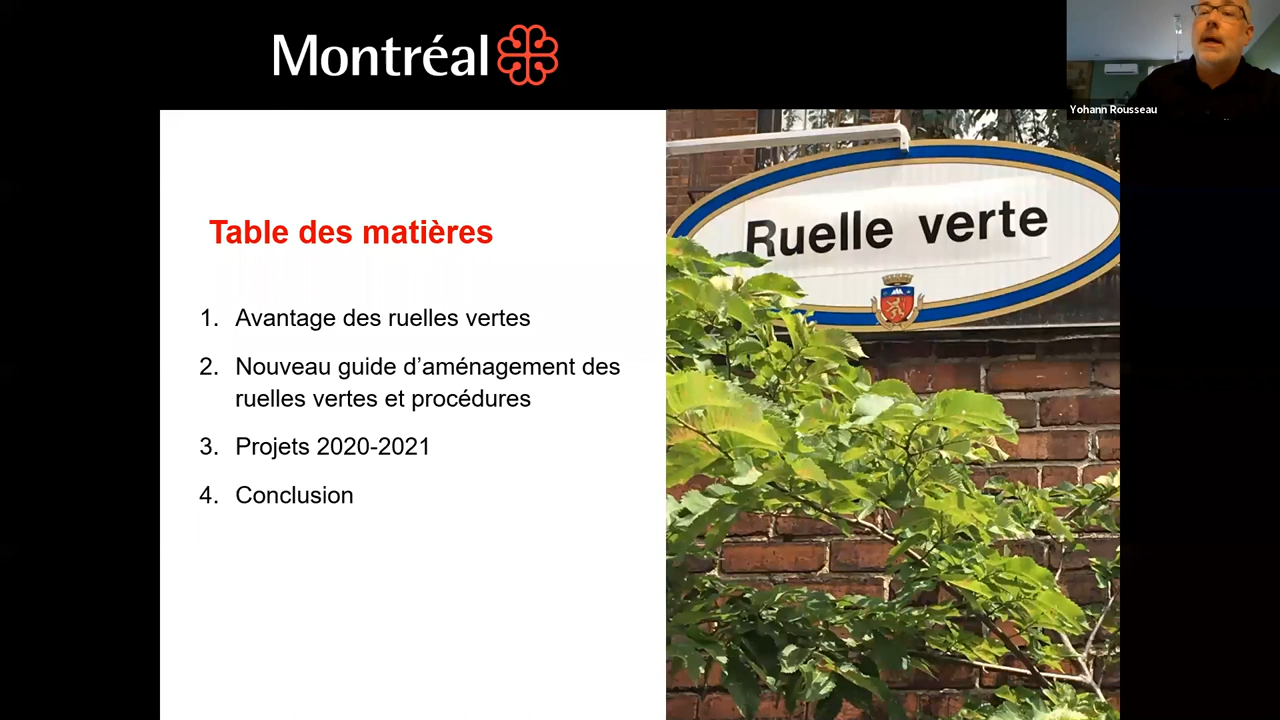 Montréal
Yohann Rousseau
Table des matières
Ruelle verte
1. Avantage des ruelles vertes
2. Nouveau guide d’aménagement des
ruelles vertes et procédures
3. Projets 2020-2021
4. Conclusion